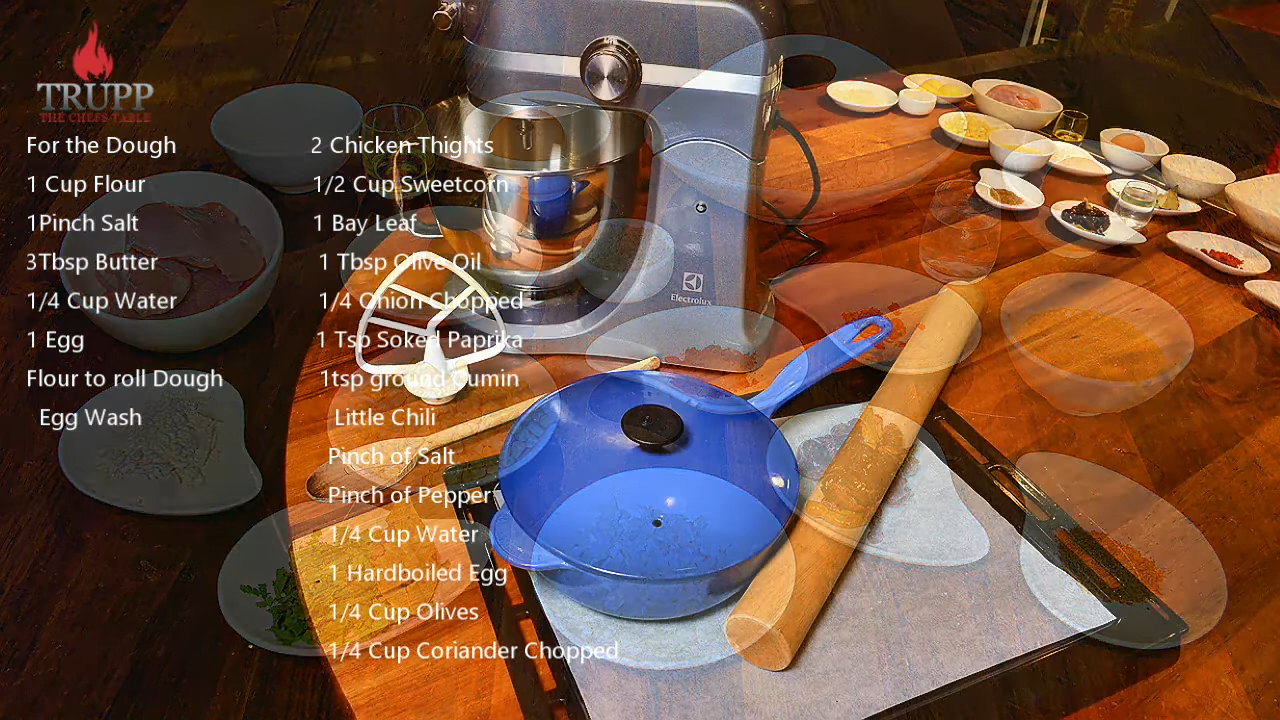 TRUPP
THE CHEFS TABLE
For the Dough
1 Cup Flour
1Pinch Salt
3Tbsp Butter
1/4 Cup Water
1 Egg
Flour to roll Dough
Egg Wash
2 Chicken Thights
1/2 Cup Sweetcorn
1 Bay Leaf
1 Tbsp Olive Oil
1/4 Onion Chopped
1 Tsp Soked Paprika
1tsp ground Cumin
Little Chili
Pinch of Salt
Pinch of Pepper
1/4 Cup Water
1 Hardboiled Egg
1/4 Cup Olives
1/4 Cup Coriander Chopped
Electrolux